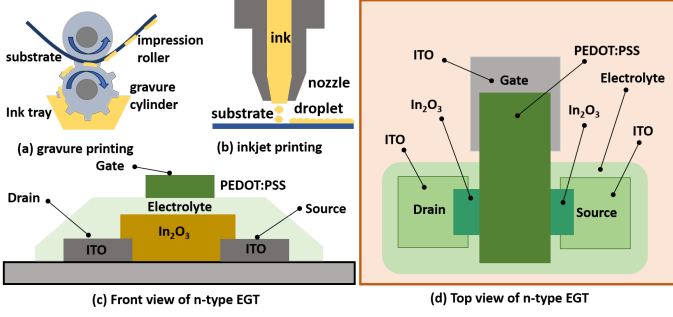 substrate
impression
roller
gravure
cylinder
Ink tray
(a) gravure printing
ink
nozzle
substrate
droplet
(b) inkjet printing
Gate
PEDOT:PSS
Drain
Electrolyte
Source
In₂O₃
ITO
ITO
(c) Front view of n-type EGT
ITO
Gate
PEDOT:PSS
Electrolyte
In₂O₃
In₂O₃
ITO
ITO
Drain
Source
(d) Top view of n-type EGT